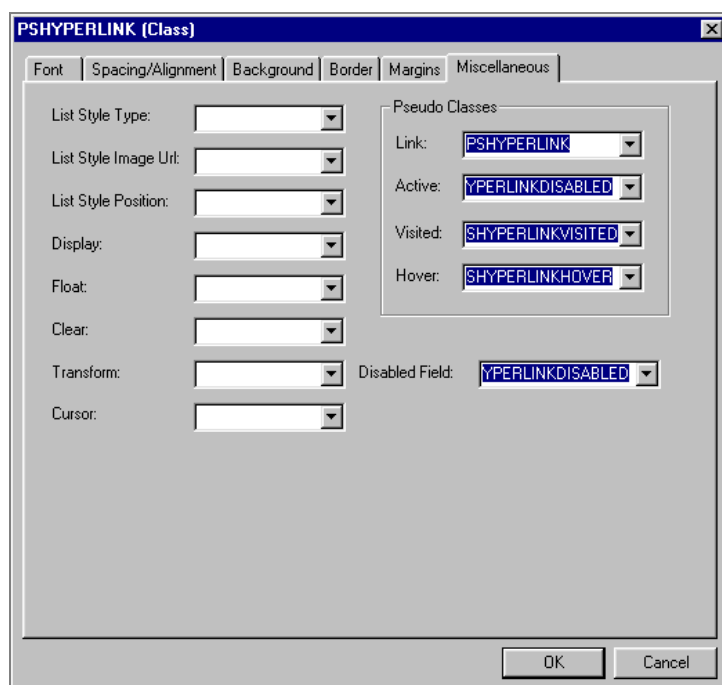 PSHYPERLINK (Class)
Font Spacing/Alignment Background Border Margins Miscellaneous
List Style Type:
List Style Image Url:
List Style Position:
Display:
Float:
Clear:
Transform:
Cursor:
Pseudo Classes
Link: PSHYPERLINK
Active: YPERLINKDISABLED
Visited: SHYPERLINKVISITED
Hover: SHYPERLINKHOVER
Disabled Field: YPERLINKDISABLED
OK Cancel